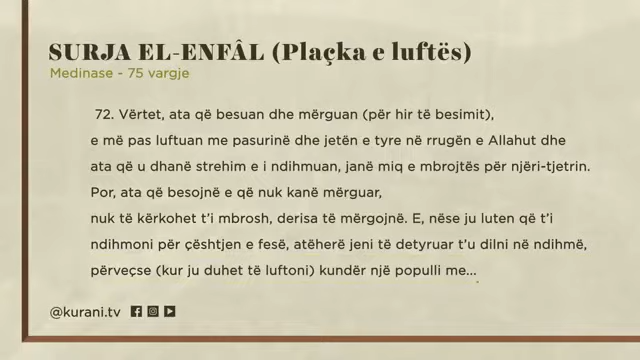 SURJA EL-ENFÂL (Plaçka e luftës)
Medinase - 75 vargje
72. Vërtet, ata që besuan dhe mërguan (për hir të besimit),
e më pas luftuan me pasurinë dhe jetën e tyre në rrugën e Allahut dhe
ata që u dhanë strehim e i ndihmuan, janë miq e mbrojtës për njëri-tjetrin.
Por, ata që besojnë e që nuk kanë mërguar,
nuk të kërkohet t'i mbrosh, derisa të mërgojnë. E, nëse ju luten që t'i
ndihmoni për çështjen e fesë, atëherë jeni të detyruar t'u dilni në ndihmë,
përveçse (kur ju duhet të luftoni) kundër një populli me...
@kurani.tv